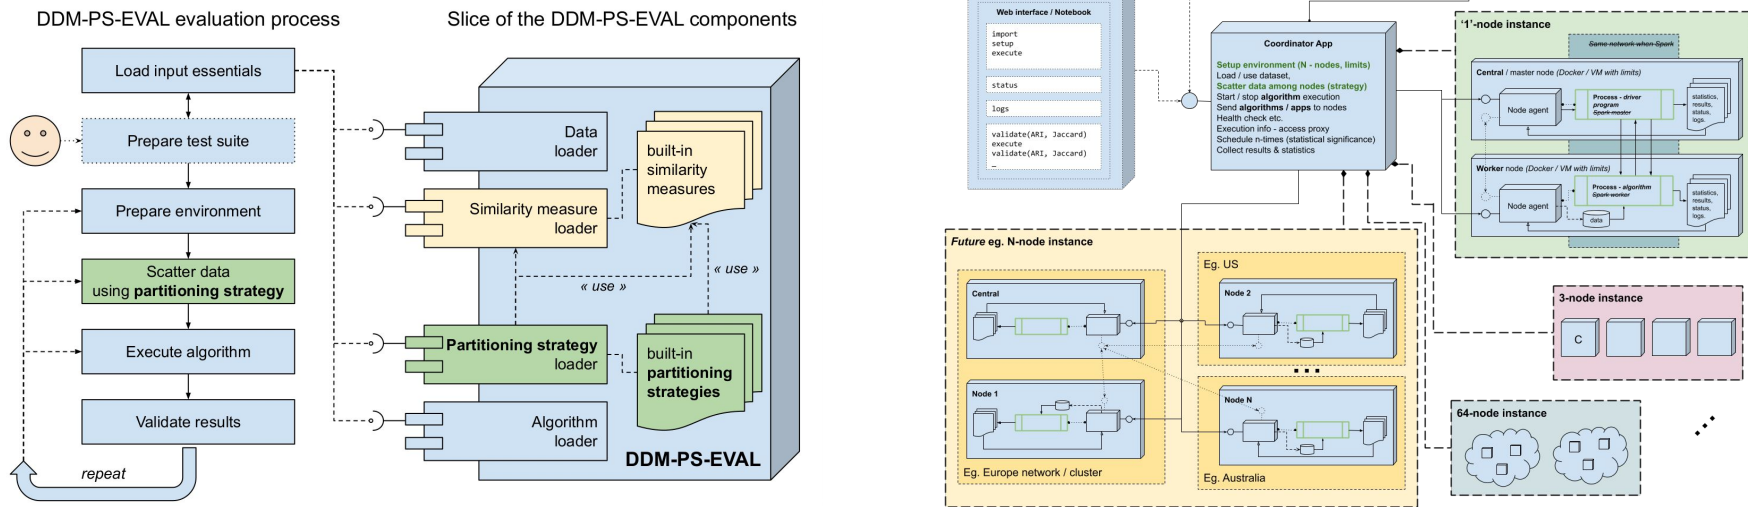 DDM-PS-EVAL evaluation process
Load input essentials
Prepare test suite
Prepare environment
Scatter data
using partitioning strategy
Execute algorithm
Validate results
repeat
Slice of the DDM-PS-EVAL components
Data
loader
built-in
similarity
measures
Similarity measure
loader
« use »
« use »
Partitioning strategy
loader
built-in
partitioning
strategies
Algorithm
loader
DDM-PS-EVAL
Web interface / Notebook
import
setup
execute
status
logs
validate(ARI, Jaccard)
execute
validate(ARI, Jaccard)
…
Coordinator App
Setup environment (N - nodes, limits)
Load / use dataset,
Scatter data among nodes (strategy)
Start / stop algorithm execution
Send algorithms / apps to nodes
Health check etc.
Execution info - access proxy
Schedule n-times (statistical significance)
Collect results & statistics
'1'-node instance
Same network when Spark
Central / master node (Docker / VM with limits)
Node agent
Process - driver
program
Spark master
statistics,
results,
status,
logs.
Worker node (Docker / VM with limits)
Node agent
Process - algorithm
Spark worker
data
statistics,
results,
status,
logs.
Future eg. N-node instance
Central
Node 1
Eg. Europe network / cluster
Eg. US
Node 2
...
Node N
Eg. Australia
3-node instance
C
64-node instance
...